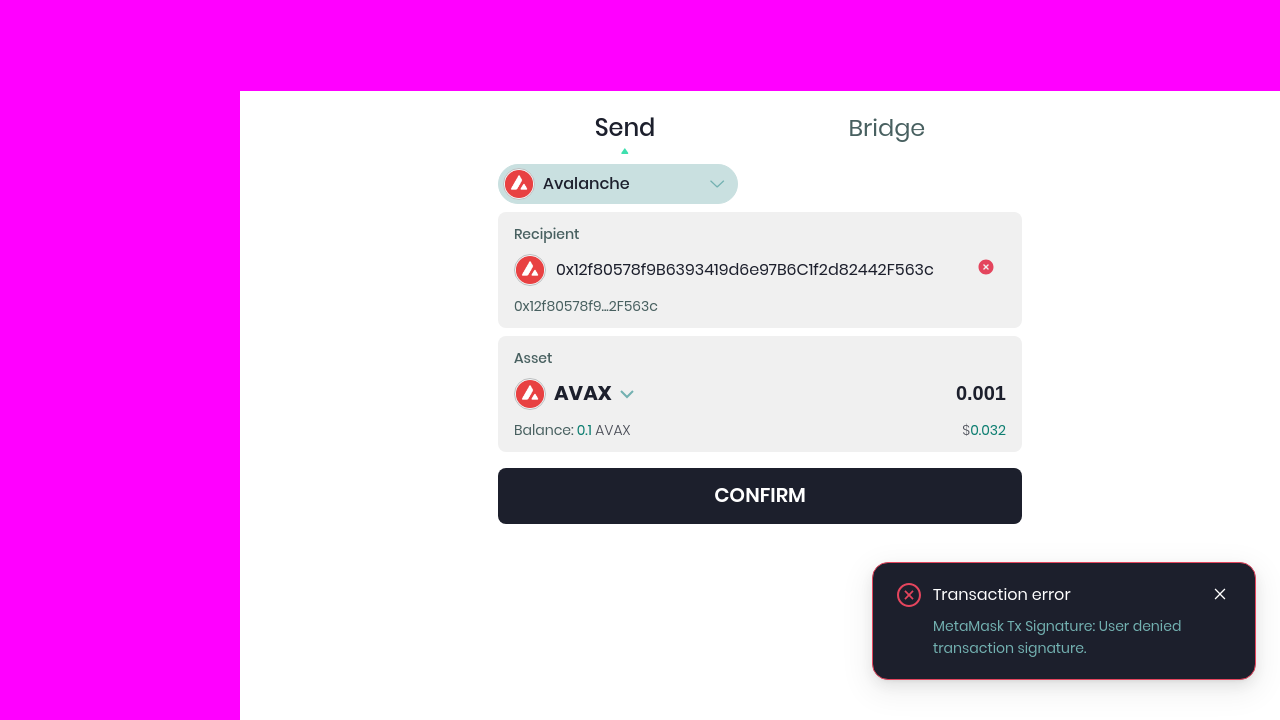 Send
Bridge
Avalanche
Recipient
0x12f80578f9B6393419d6e97B6C1f2d82442F563c
0x12f80578f9...2F563c
Asset
AVAX
0.001
Balance: 0.1 AVAX
$0.032
CONFIRM
Transaction error
MetaMask Tx Signature: User denied
transaction signature.